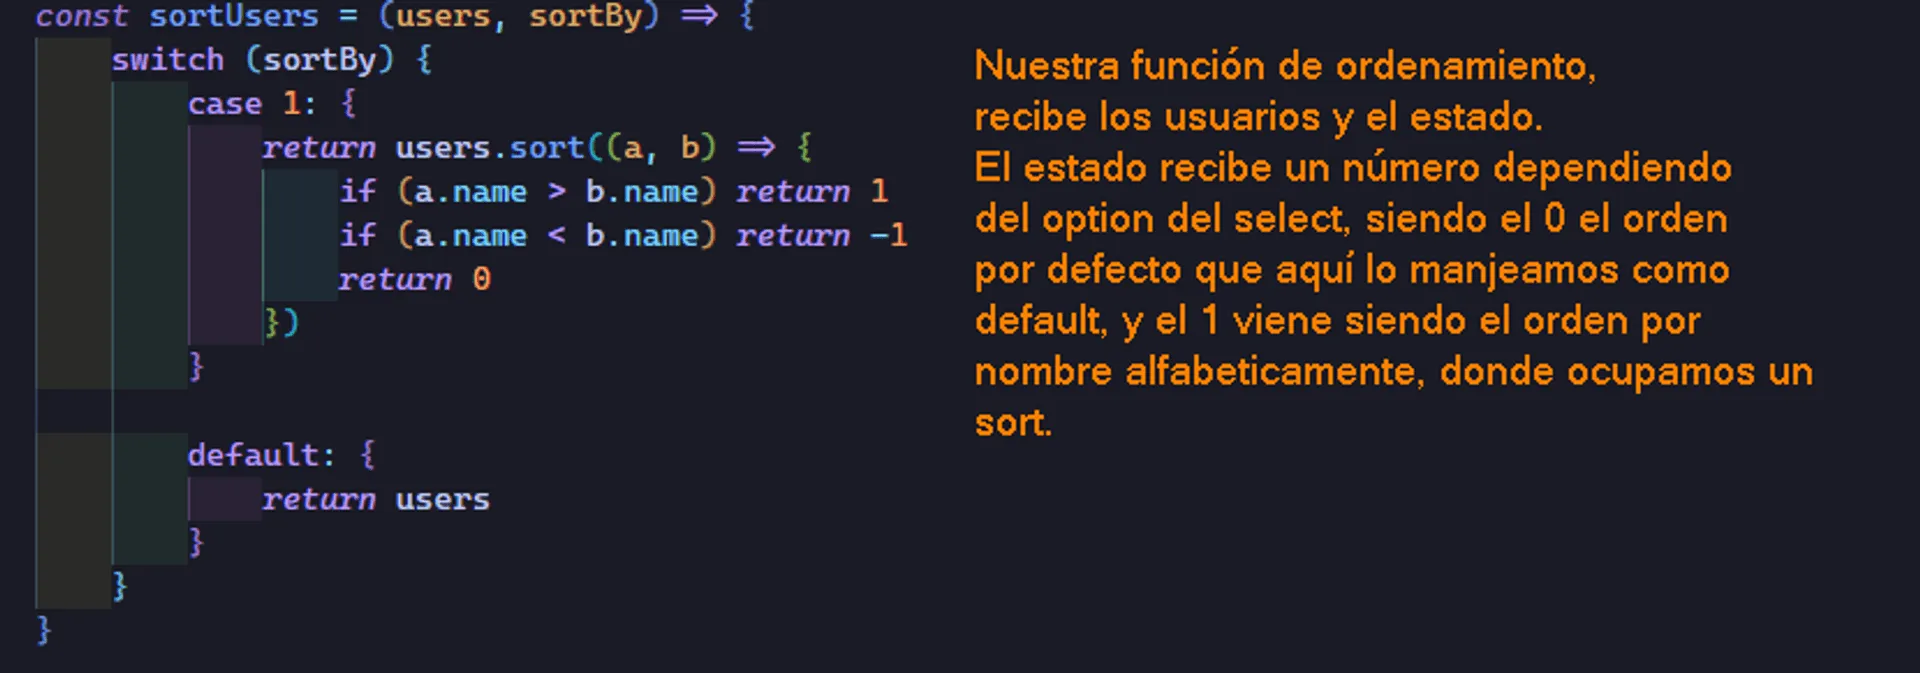 const sortUsers = (users, sortBy) => {
switch (sortBy) {
case 1: {
return users.sort((a, b) => {
if (a.name > b.name) return 1
if (a.name < b.name) return -1
return 0
})
}
default: {
return users
}
}
}
Nuestra función de ordenamiento,
recibe los usuarios y el estado.
El estado recibe un número dependiendo
del option del select, siendo el 0 el orden
por defecto que aquí lo manjeamos como
default, y el 1 viene siendo el orden por
nombre alfabeticamente, donde ocupamos un
sort.